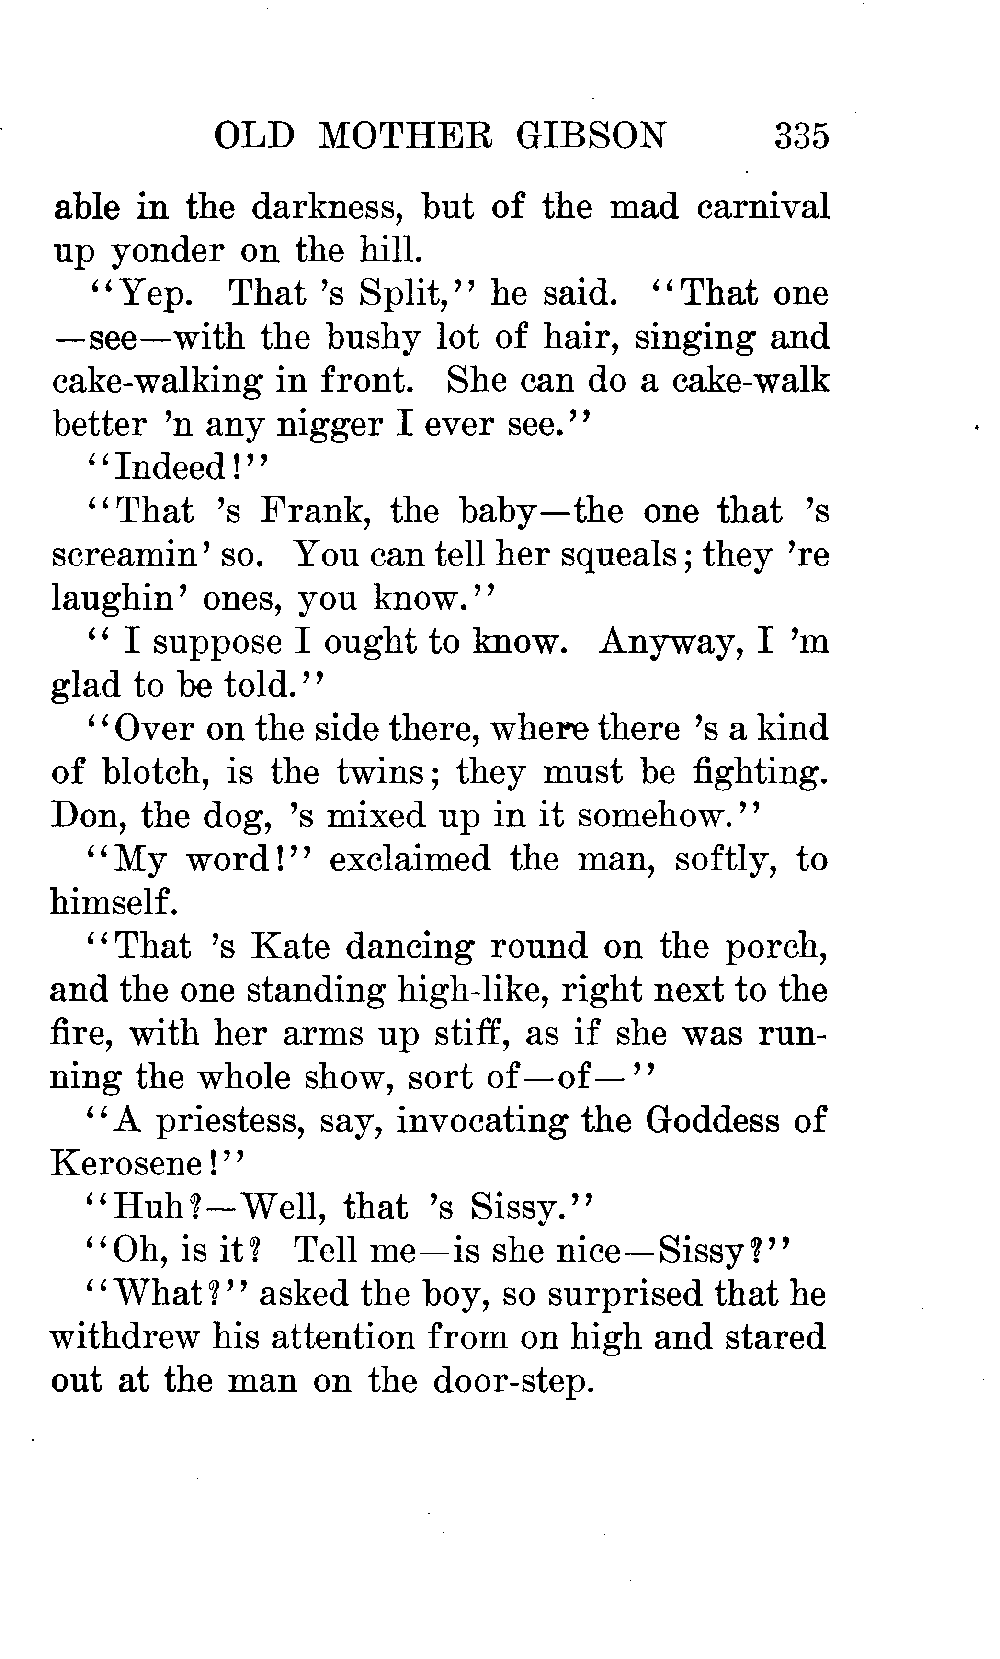 OLD MOTHER GIBSON 335
able in the darkness, but of the mad carnival
up yonder on the hill.
"Yep. That 's Split," he said. "That one
—see—with the bushy lot of hair, singing and
cake-walking in front. She can do a cake-walk
better 'n any nigger I ever see."
"Indeed!"
"That 's Frank, the baby—the one that 's
screamin' so. You can tell her squeals; they 're
laughin' ones, you know."
" I suppose I ought to know. Anyway, I 'm
glad to be told."
"Over on the side there, where there 's a kind
of blotch, is the twins; they must be fighting.
Don, the dog, 's mixed up in it somehow."
"My word!" exclaimed the man, softly, to
himself.
"That 's Kate dancing round on the porch,
and the one standing high-like, right next to the
fire, with her arms up stiff, as if she was run-
ning the whole show, sort of—of—"
"A priestess, say, invocating the Goddess of
Kerosene!"
"Huh?—Well, that 's Sissy."
"Oh, is it? Tell me—is she nice—Sissy?"
"What?" asked the boy, so surprised that he
withdrew his attention from on high and stared
out at the man on the door-step.